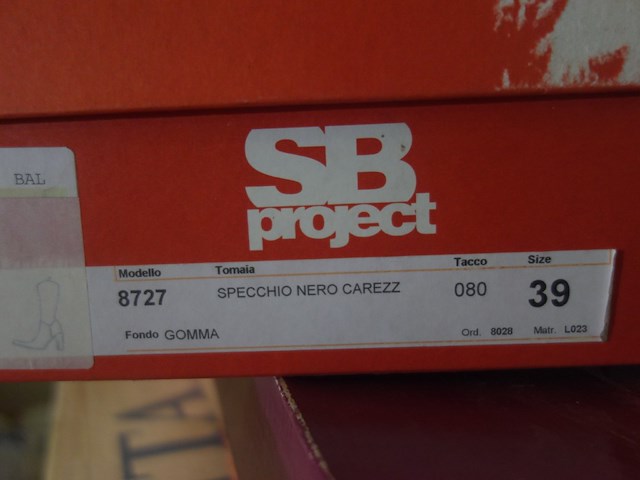 SB
project
BAL
Modello Tomaia Tacco Size
8727 SPECCHIO NERO CAREZZ 080 39
Fondo GOMMA Ord. 8028 Matr. L023
TA